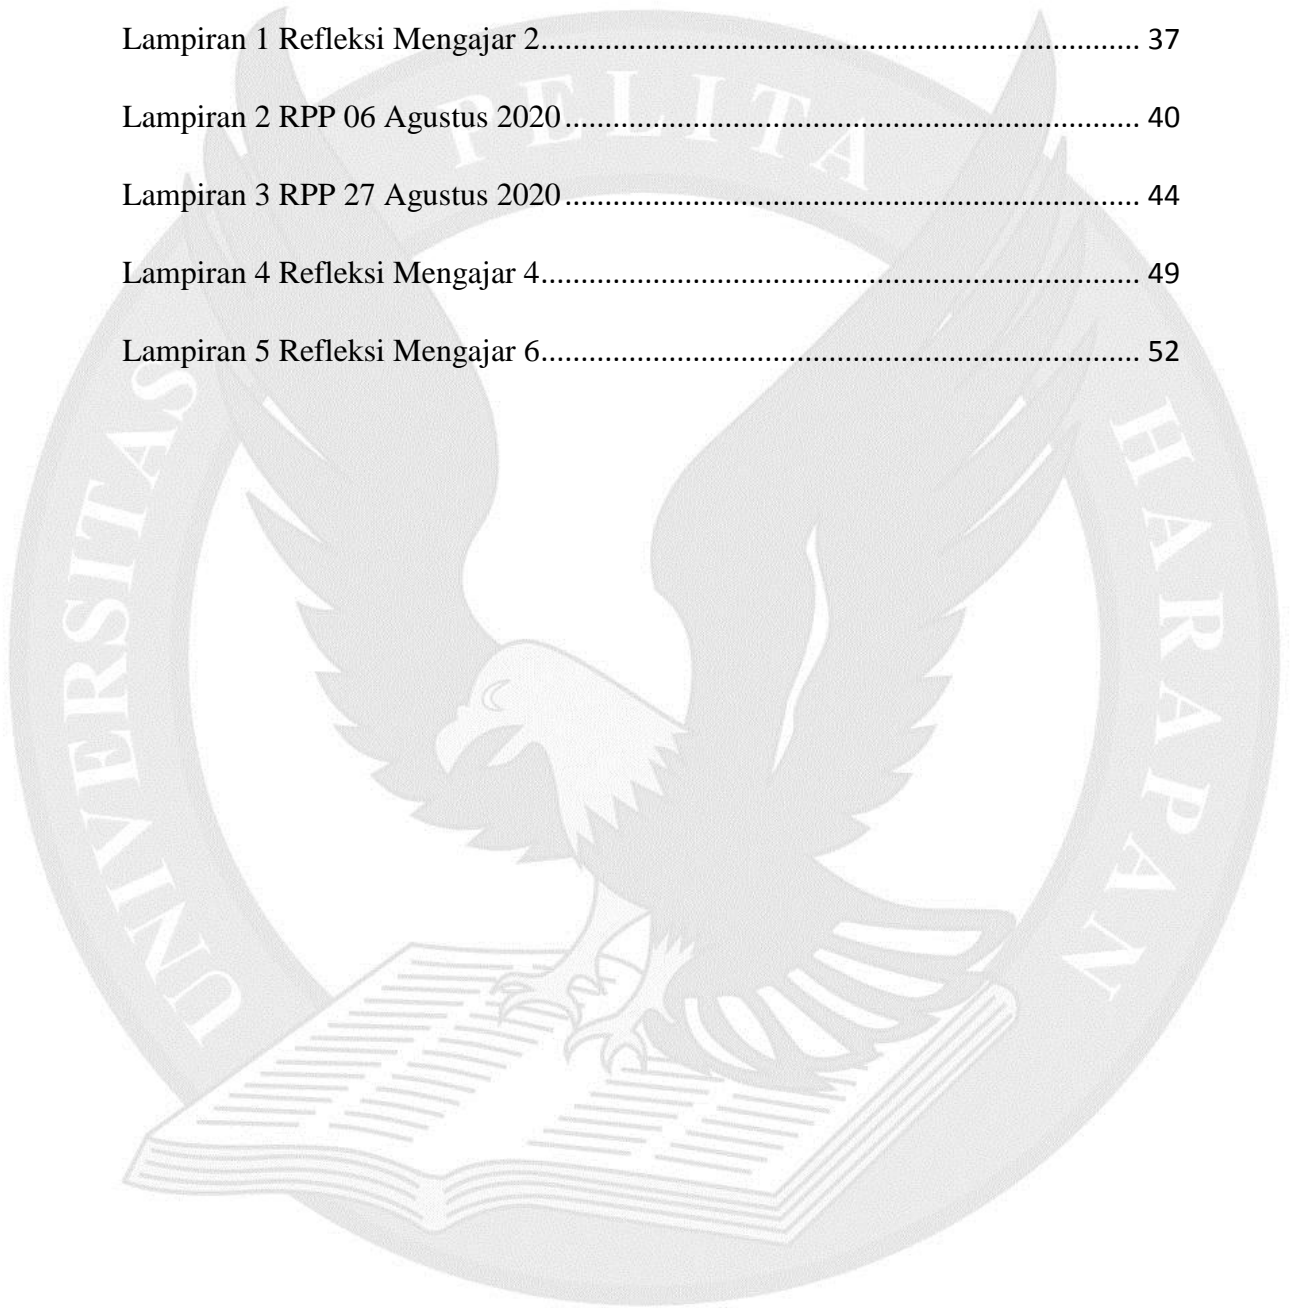 Lampiran 1 Refleksi Mengajar 2........................................................................ 37
Lampiran 2 RPP 06 Agustus 2020..................................................................... 40
Lampiran 3 RPP 27 Agustus 2020..................................................................... 44
Lampiran 4 Refleksi Mengajar 4........................................................................ 49
Lampiran 5 Refleksi Mengajar 6........................................................................ 52
UNIVERSITAS PELITA HARAPAN